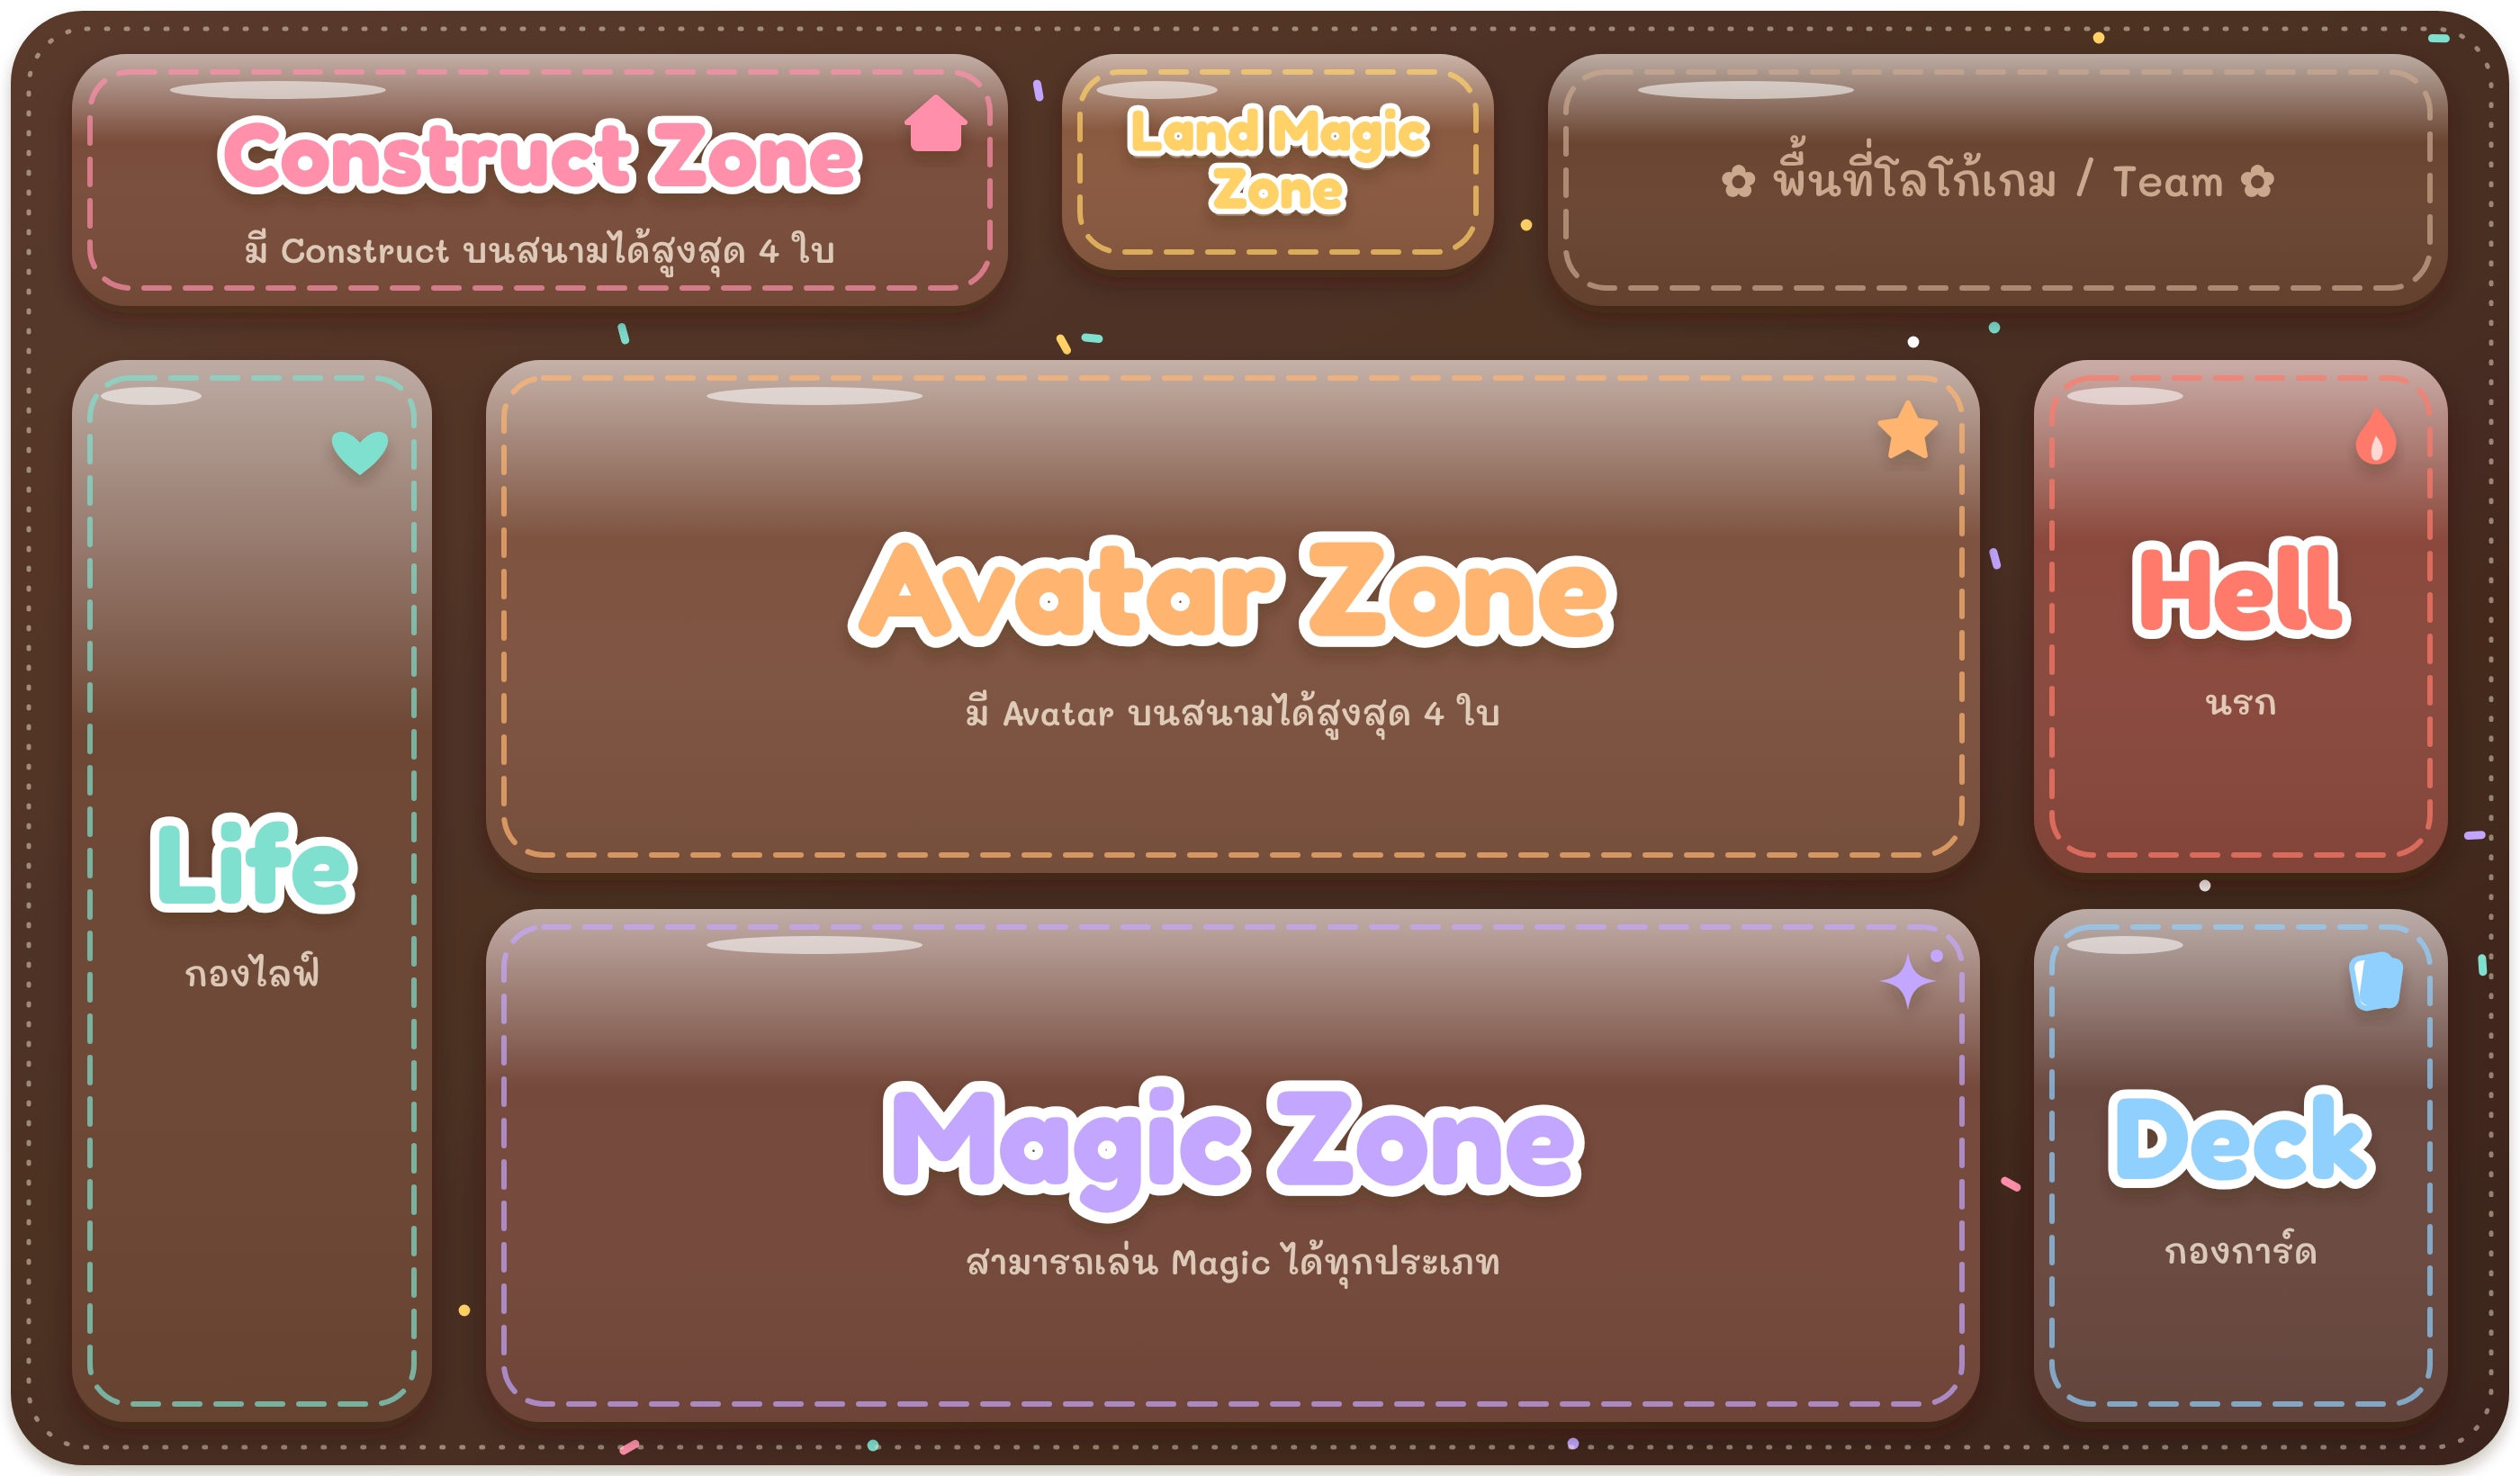 Construct Zone
มี Construct บนสนามได้สูงสุด 4 ใบ
Land Magic
Zone
✿ พื้นที่โลโก้เกม / Team ✿
Life
กองไลฟ์
Avatar Zone
มี Avatar บนสนามได้สูงสุด 4 ใบ
Hell
นรก
Magic Zone
สามารถเล่น Magic ได้ทุกประเภท
Deck
กองการ์ด